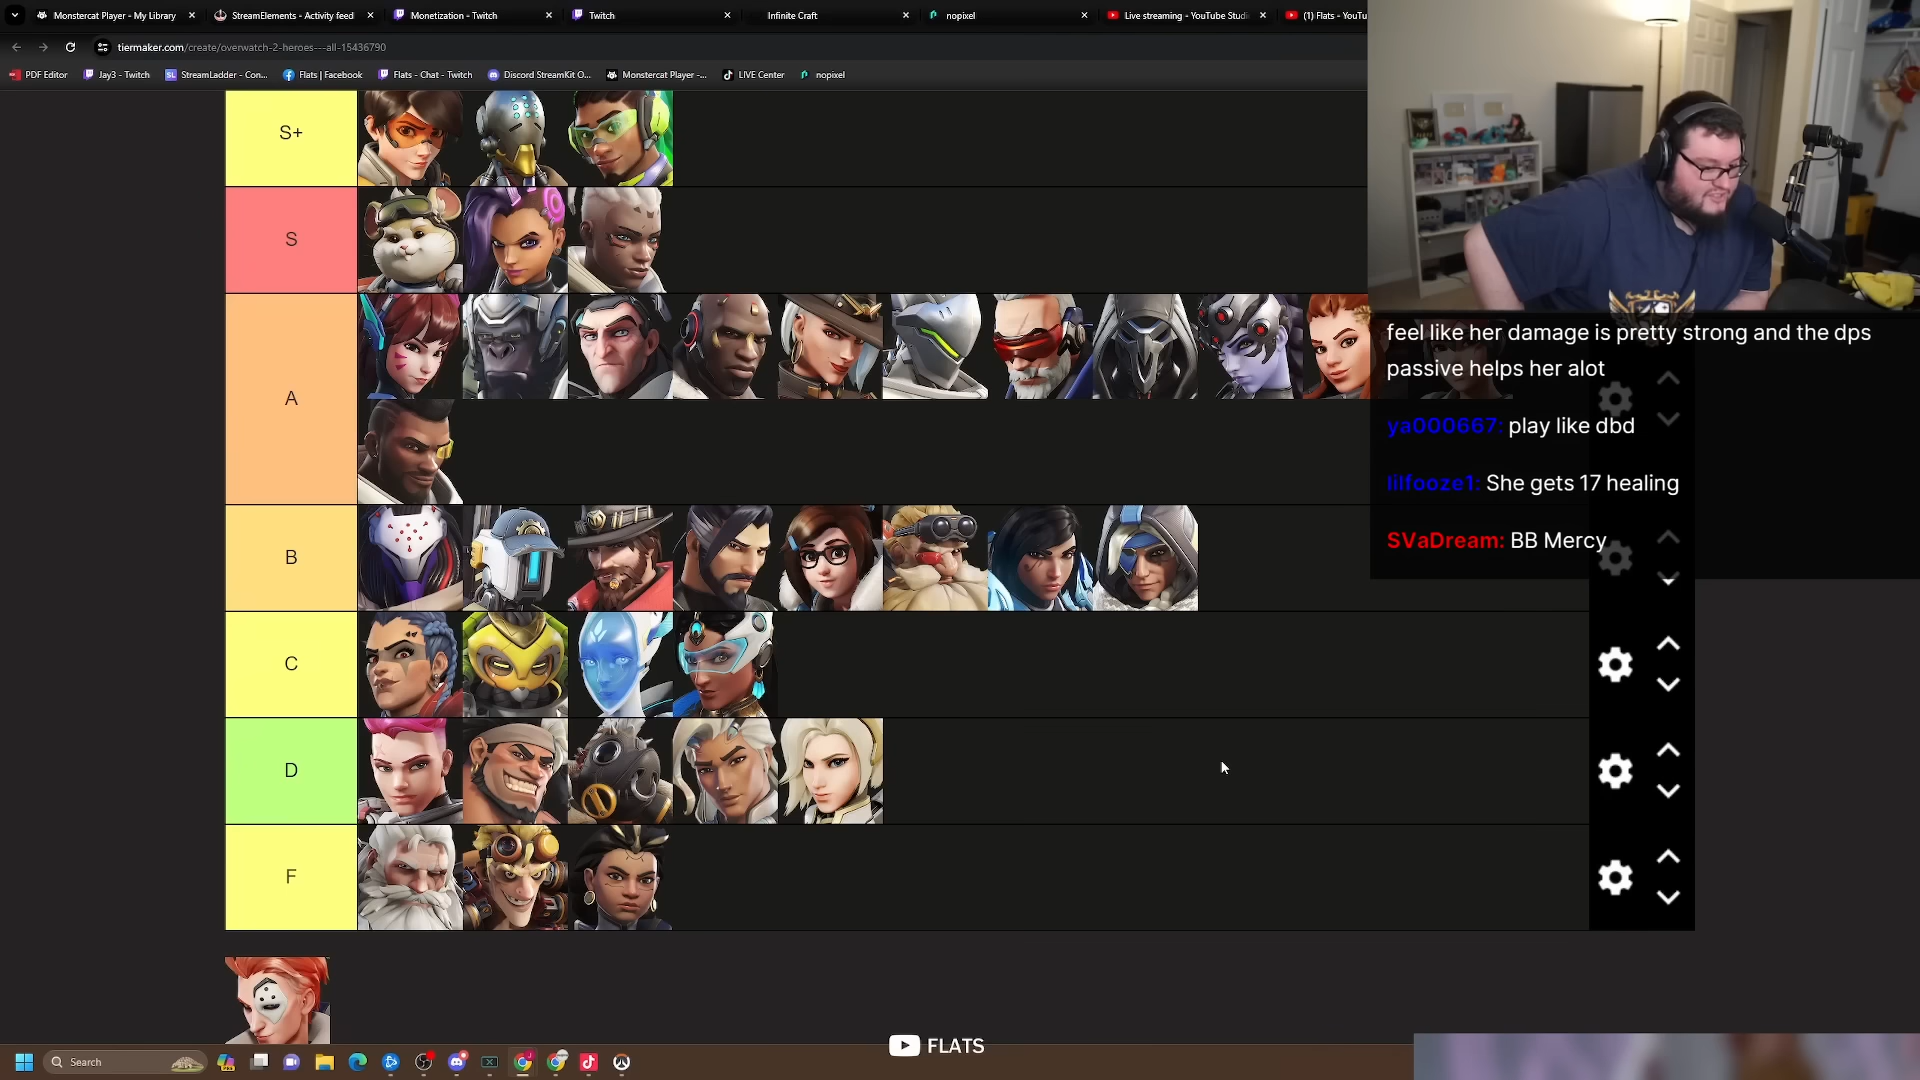 Monstercat Player - My Library
StreamElements - Activity feed
Monetization - Twitch
Twitch
Infinite Craft
nopixel
Live streaming - YouTube Studi
(1) Flats - YouTu
tiermaker.com/create/overwatch-2-heroes---all-15436790
PDF Editor
Jay3 - Twitch
StreamLadder - Con...
Flats | Facebook
Flats - Chat - Twitch
Discord StreamKit O...
Monstercat Player -...
LIVE Center
nopixel
S+
S
A
B
C
D
F
feel like her damage is pretty strong and the dps
passive helps her alot
ya000667: play like dbd
lilfooze1: She gets 17 healing
SVaDream: BB Mercy
FLATS
Search